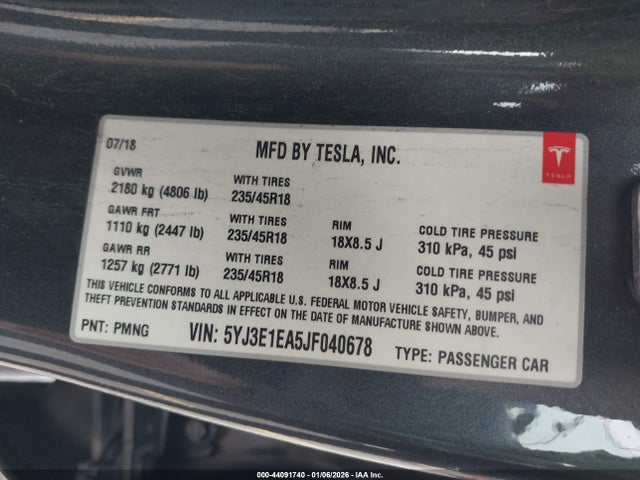 07/18 MFD BY TESLA, INC.
TESLA
GVWR WITH TIRES
2180 kg (4806 lb) 235/45R18
GAWR FRT WITH TIRES RIM COLD TIRE PRESSURE
1110 kg (2447 lb) 235/45R18 18X8.5 J 310 kPa, 45 psi
GAWR RR WITH TIRES RIM COLD TIRE PRESSURE
1257 kg (2771 lb) 235/45R18 18X8.5 J 310 kPa, 45 psi
THIS VEHICLE CONFORMS TO ALL APPLICABLE U.S. FEDERAL MOTOR VEHICLE SAFETY, BUMPER, AND
THEFT PREVENTION STANDARDS IN EFFECT ON THE DATE OF MANUFACTURE SHOWN ABOVE.
PNT: PMNG VIN: 5YJ3E1EA5JF040678 TYPE: PASSENGER CAR
000-44091740 - 01/06/2026 - IAA Inc.